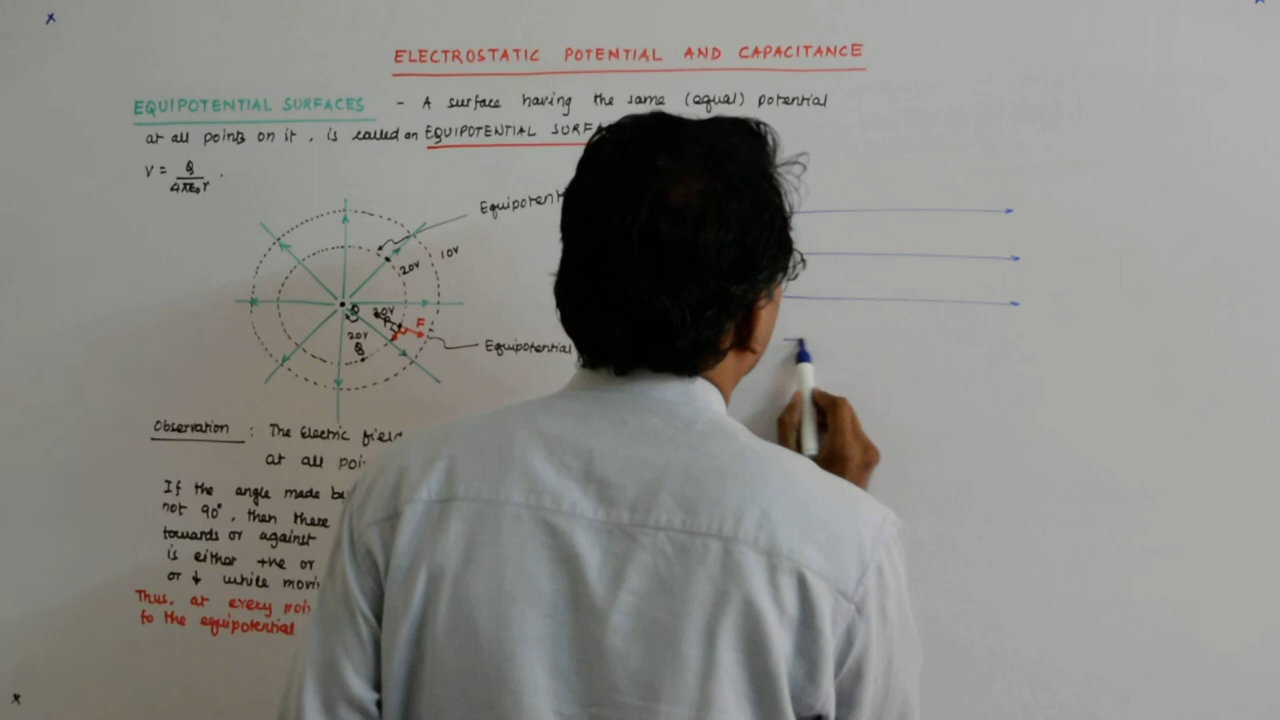 ELECTROSTATIC POTENTIAL AND CAPACITANCE
EQUIPOTENTIAL SURFACES - A surface having the same (equal) potential
at all points on it, is called an EQUIPOTENTIAL SURFA
V = Q / 4πε₀r .
Equipotent
10V
20V
Q
20V
F
20V
Equipotential
Observation : The Electric field
at all poi
If the angle made be
not 90°, then there
towards or against
is either +ve or
or ↓ while movi
Thus, at every poi
to the equipotential